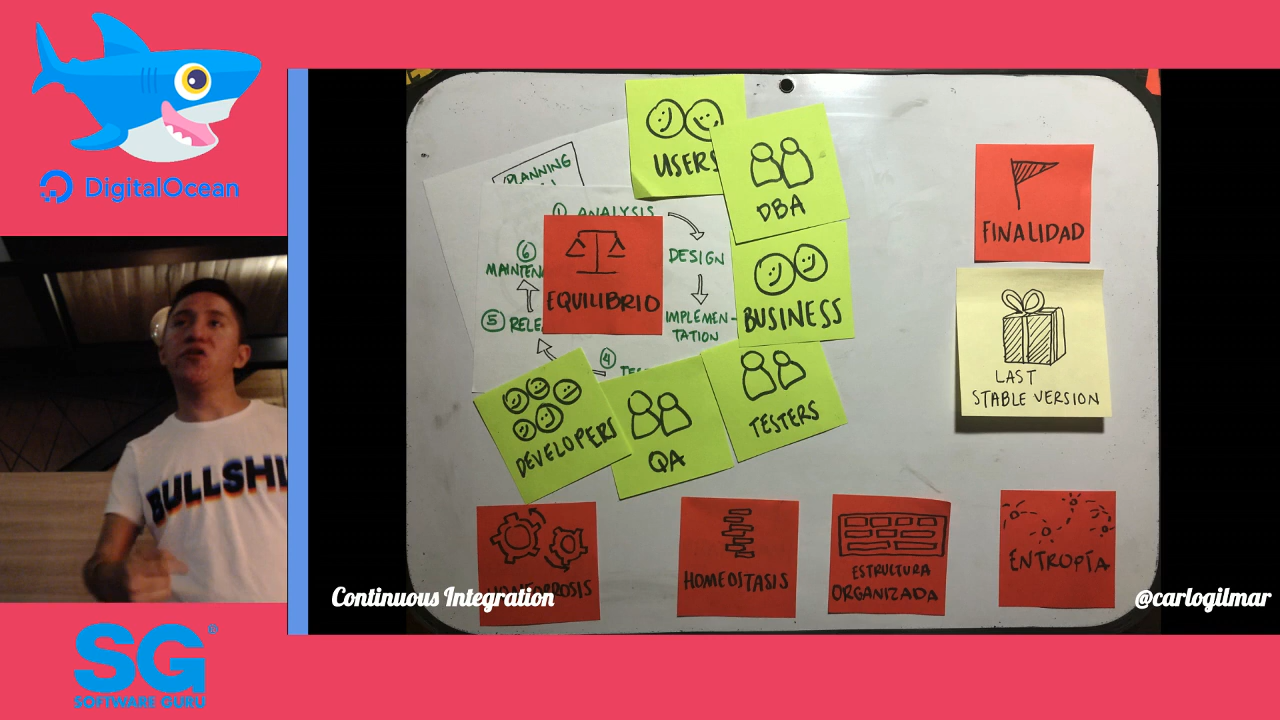 DigitalOcean
BULLSHI
SG
SOFTWARE GURU
PLANNING
USERS
DBA
① ANALYSIS
DESIGN
⑥
MAINTEN
EQUILIBRIO
BUSINESS
⑤ RELE
IMPLEMEN-
TATION
④
DEVELOPERS
QA
TESTERS
FINALIDAD
LAST
STABLE VERSION
HOMEOSTASIS
ESTRUCTURA
ORGANIZADA
ENTROPÍA
Continuous Integration
@carlogilmar